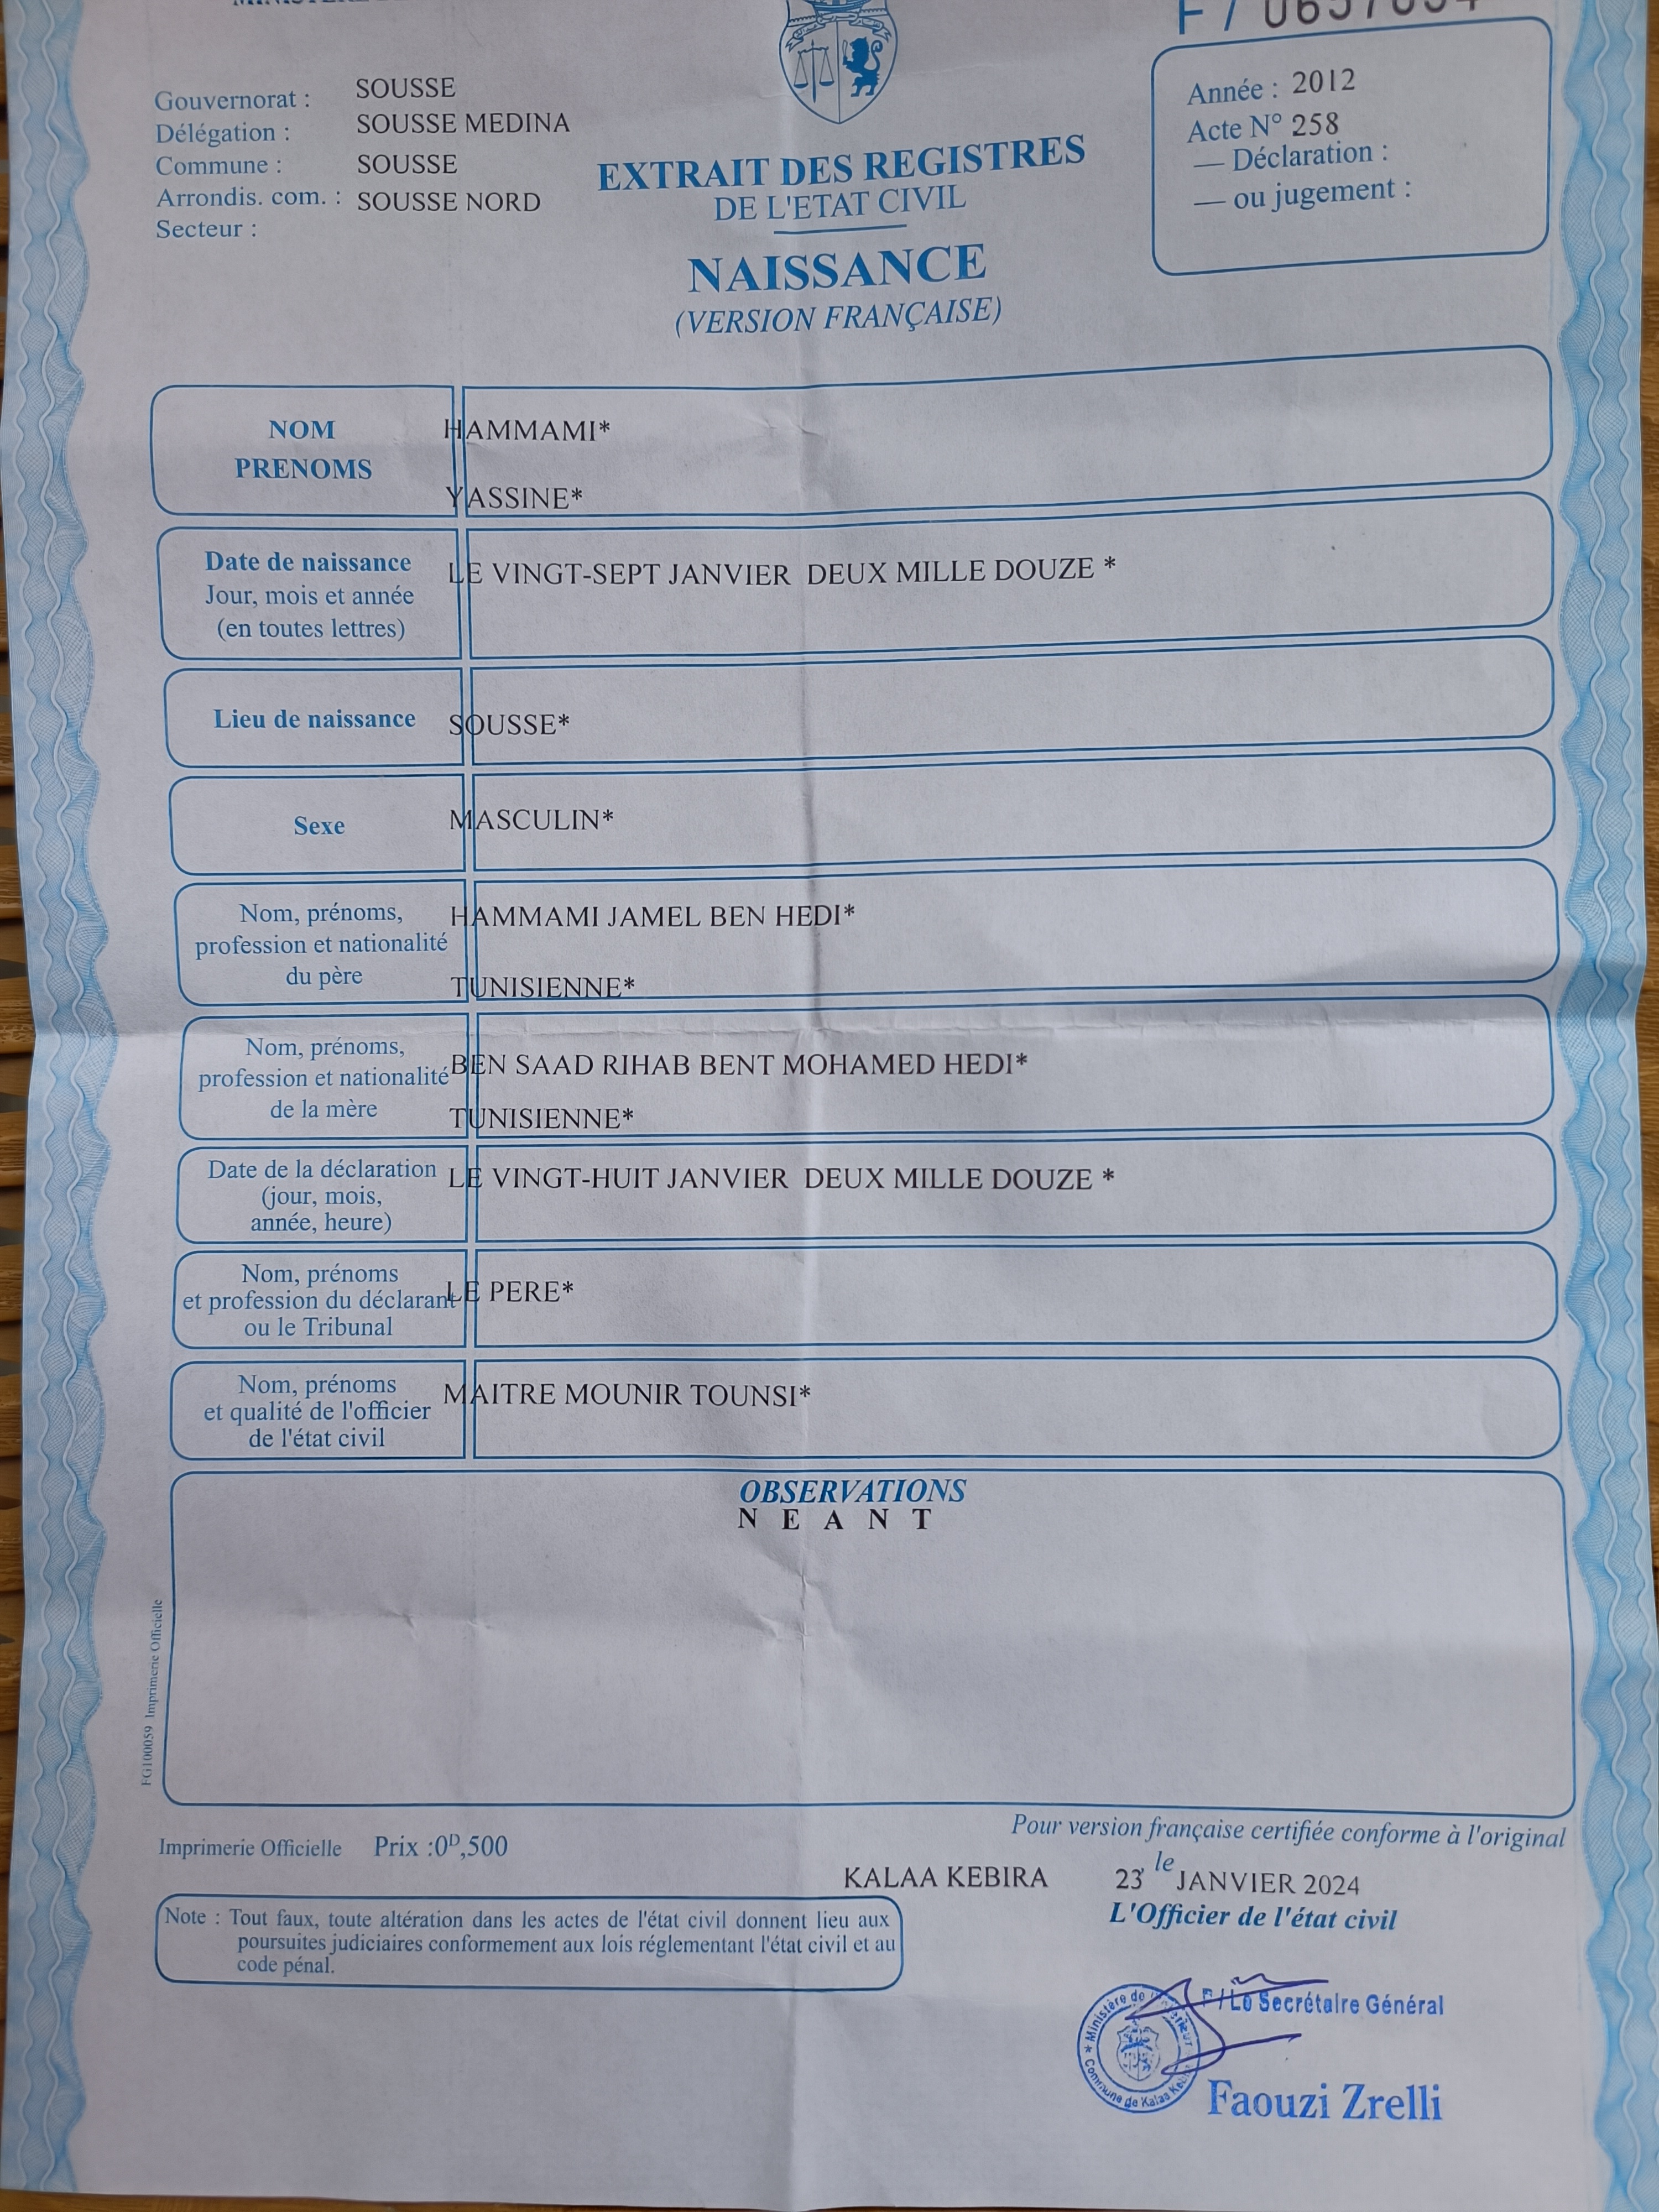 Gouvernorat : SOUSSE
Délégation : SOUSSE MEDINA
Commune : SOUSSE
Arrondis. com. : SOUSSE NORD
Secteur :
EXTRAIT DES REGISTRES
DE L'ETAT CIVIL
NAISSANCE
(VERSION FRANÇAISE)
Année : 2012
Acte N° 258
— Déclaration :
— ou jugement :
NOM HAMMAMI*
PRENOMS YASSINE*
Date de naissance
Jour, mois et année
(en toutes lettres)
LE VINGT-SEPT JANVIER DEUX MILLE DOUZE *
Lieu de naissance SOUSSE*
Sexe MASCULIN*
Nom, prénoms,
profession et nationalité
du père
HAMMAMI JAMEL BEN HEDI*
TUNISIENNE*
Nom, prénoms,
profession et nationalité
de la mère
BEN SAAD RIHAB BENT MOHAMED HEDI*
TUNISIENNE*
Date de la déclaration
(jour, mois,
année, heure)
LE VINGT-HUIT JANVIER DEUX MILLE DOUZE *
Nom, prénoms
et profession du déclarant
ou le Tribunal
LE PERE*
Nom, prénoms
et qualité de l'officier
de l'état civil
MAITRE MOUNIR TOUNSI*
OBSERVATIONS
N E A N T
FG100059 Imprimerie Officielle
Imprimerie Officielle Prix :0D,500
Pour version française certifiée conforme à l'original
KALAA KEBIRA le 23 JANVIER 2024
L'Officier de l'état civil
Note : Tout faux, toute altération dans les actes de l'état civil donnent lieu aux
poursuites judiciaires conformement aux lois réglementant l'état civil et au
code pénal.
F/Le Secrétaire Général
* Ministère de l'Intérieur * Commune de Kalaa Kebira
Faouzi Zrelli